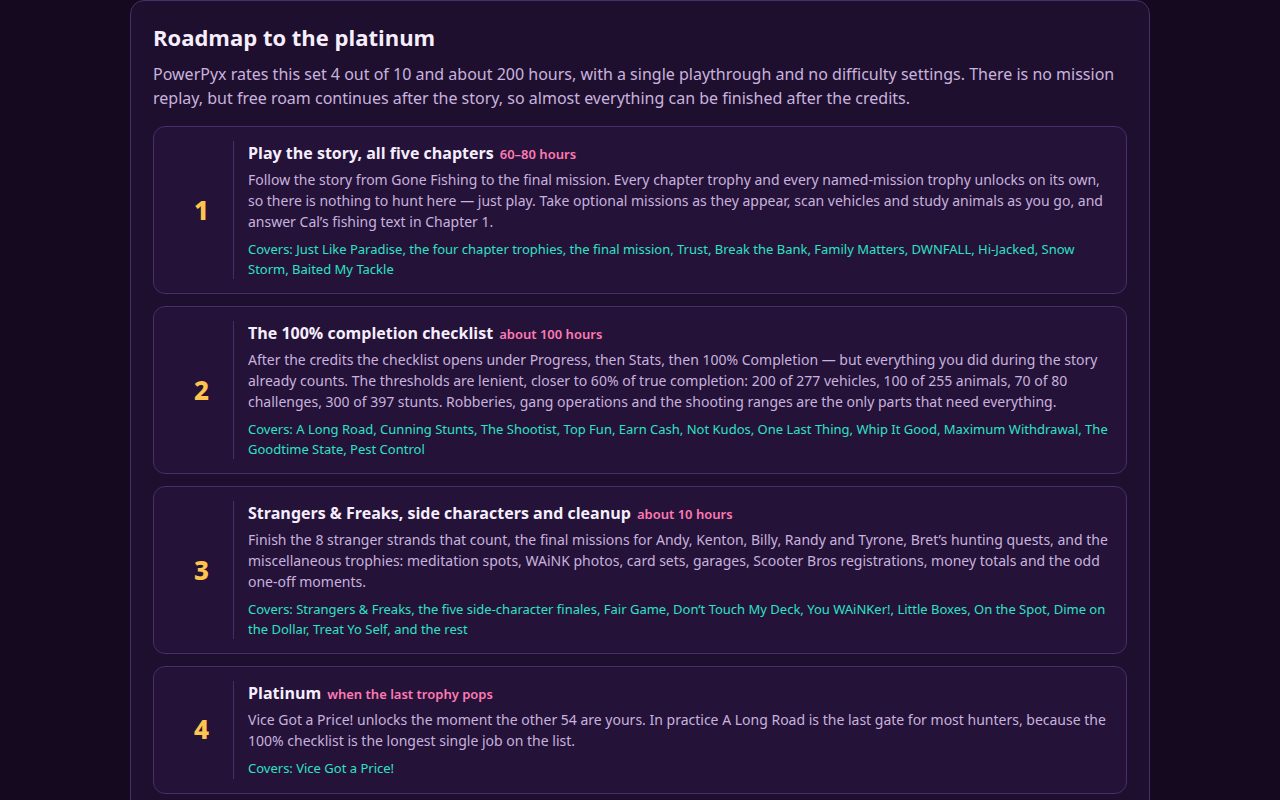 Roadmap to the platinum
PowerPyx rates this set 4 out of 10 and about 200 hours, with a single playthrough and no difficulty settings. There is no mission
replay, but free roam continues after the story, so almost everything can be finished after the credits.
1
Play the story, all five chapters 60–80 hours
Follow the story from Gone Fishing to the final mission. Every chapter trophy and every named-mission trophy unlocks on its own,
so there is nothing to hunt here — just play. Take optional missions as they appear, scan vehicles and study animals as you go, and
answer Cal’s fishing text in Chapter 1.
Covers: Just Like Paradise, the four chapter trophies, the final mission, Trust, Break the Bank, Family Matters, DWNFALL, Hi-Jacked, Snow
Storm, Baited My Tackle
2
The 100% completion checklist about 100 hours
After the credits the checklist opens under Progress, then Stats, then 100% Completion — but everything you did during the story
already counts. The thresholds are lenient, closer to 60% of true completion: 200 of 277 vehicles, 100 of 255 animals, 70 of 80
challenges, 300 of 397 stunts. Robberies, gang operations and the shooting ranges are the only parts that need everything.
Covers: A Long Road, Cunning Stunts, The Shootist, Top Fun, Earn Cash, Not Kudos, One Last Thing, Whip It Good, Maximum Withdrawal, The
Goodtime State, Pest Control
3
Strangers & Freaks, side characters and cleanup about 10 hours
Finish the 8 stranger strands that count, the final missions for Andy, Kenton, Billy, Randy and Tyrone, Bret’s hunting quests, and the
miscellaneous trophies: meditation spots, WAiNK photos, card sets, garages, Scooter Bros registrations, money totals and the odd
one-off moments.
Covers: Strangers & Freaks, the five side-character finales, Fair Game, Don’t Touch My Deck, You WAiNKer!, Little Boxes, On the Spot, Dime on
the Dollar, Treat Yo Self, and the rest
4
Platinum when the last trophy pops
Vice Got a Price! unlocks the moment the other 54 are yours. In practice A Long Road is the last gate for most hunters, because the
100% checklist is the longest single job on the list.
Covers: Vice Got a Price!